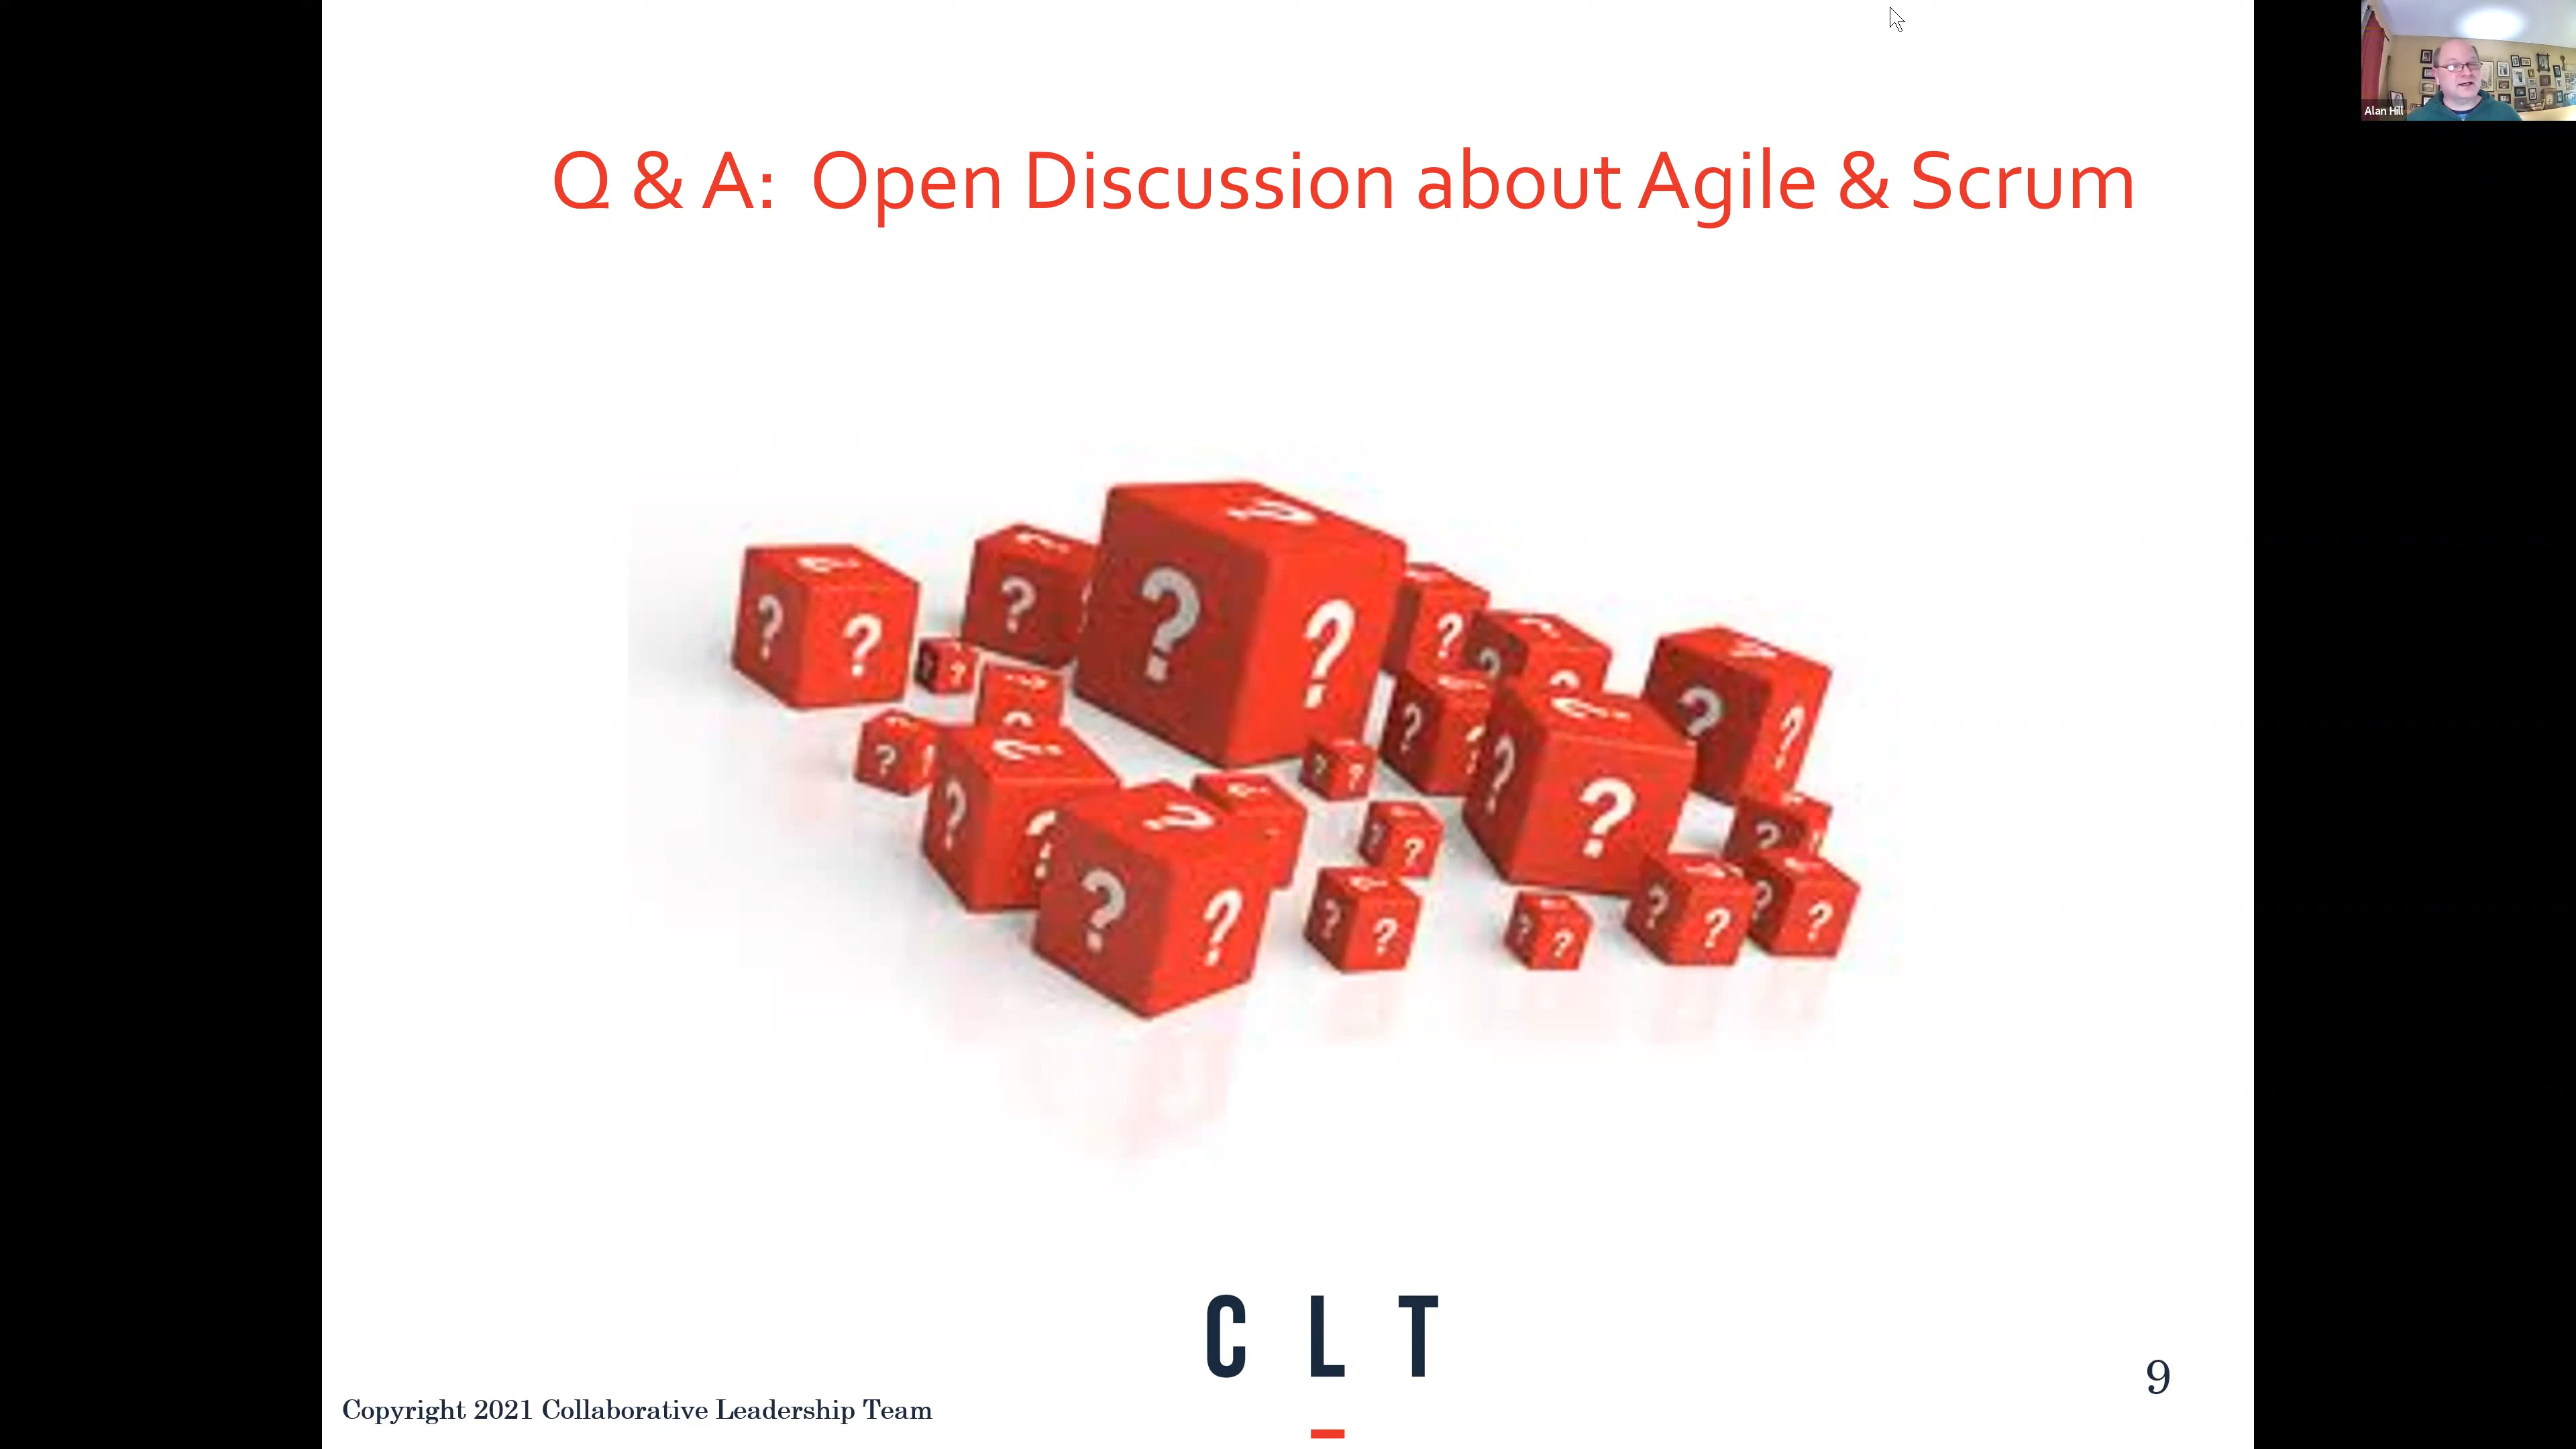 Alan Hill
Q & A: Open Discussion about Agile & Scrum
? ? ? ? ? ? ? ? ? ? ? ?
C L T
9
Copyright 2021 Collaborative Leadership Team